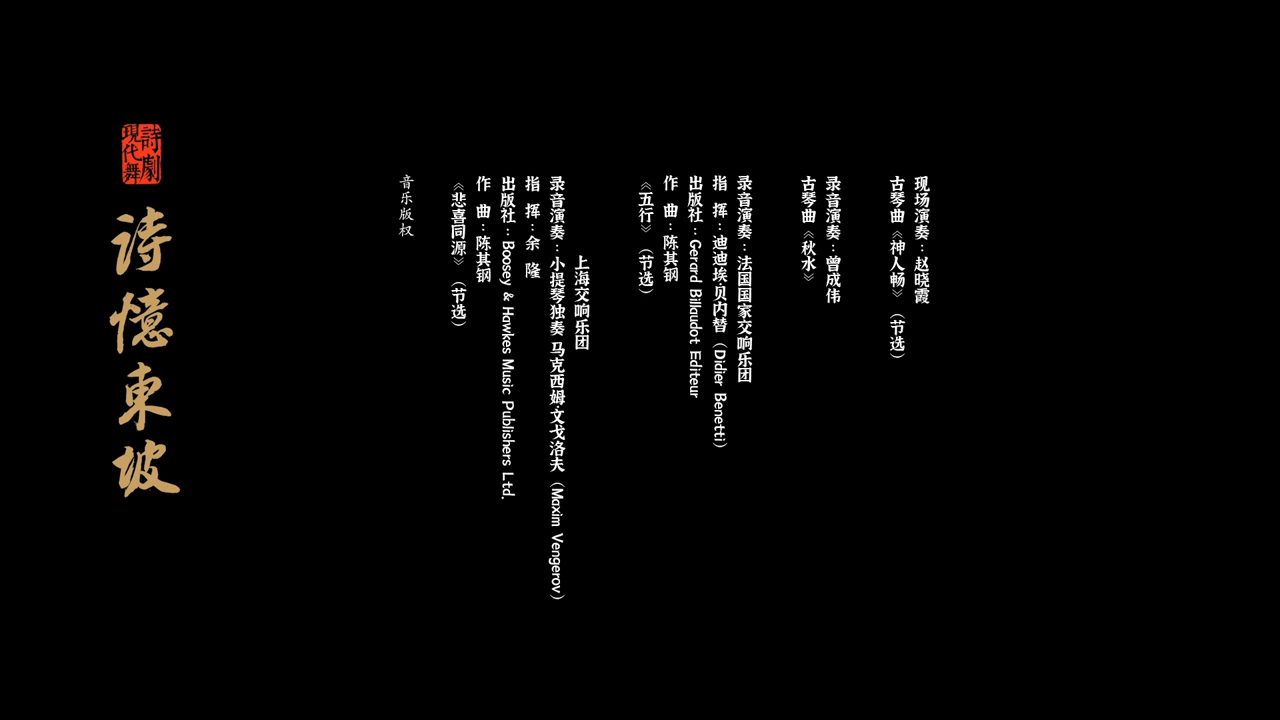 現代舞
詩劇
詩憶東坡
音乐版权
《悲喜同源》（节选）
作 曲：陈其钢
出版社：Boosey & Hawkes Music Publishers Ltd.
指 挥：余 隆
录音演奏：小提琴独奏 马克西姆·文戈洛夫（Maxim Vengerov）
上海交响乐团
《五行》（节选）
作 曲：陈其钢
出版社：Gerard Billaudot Editeur
指 挥：迪迪埃·贝内替（Didier Benetti）
录音演奏：法国国家交响乐团
古琴曲《秋水》
录音演奏：曾成伟
古琴曲《神人畅》（节选）
现场演奏：赵晓霞